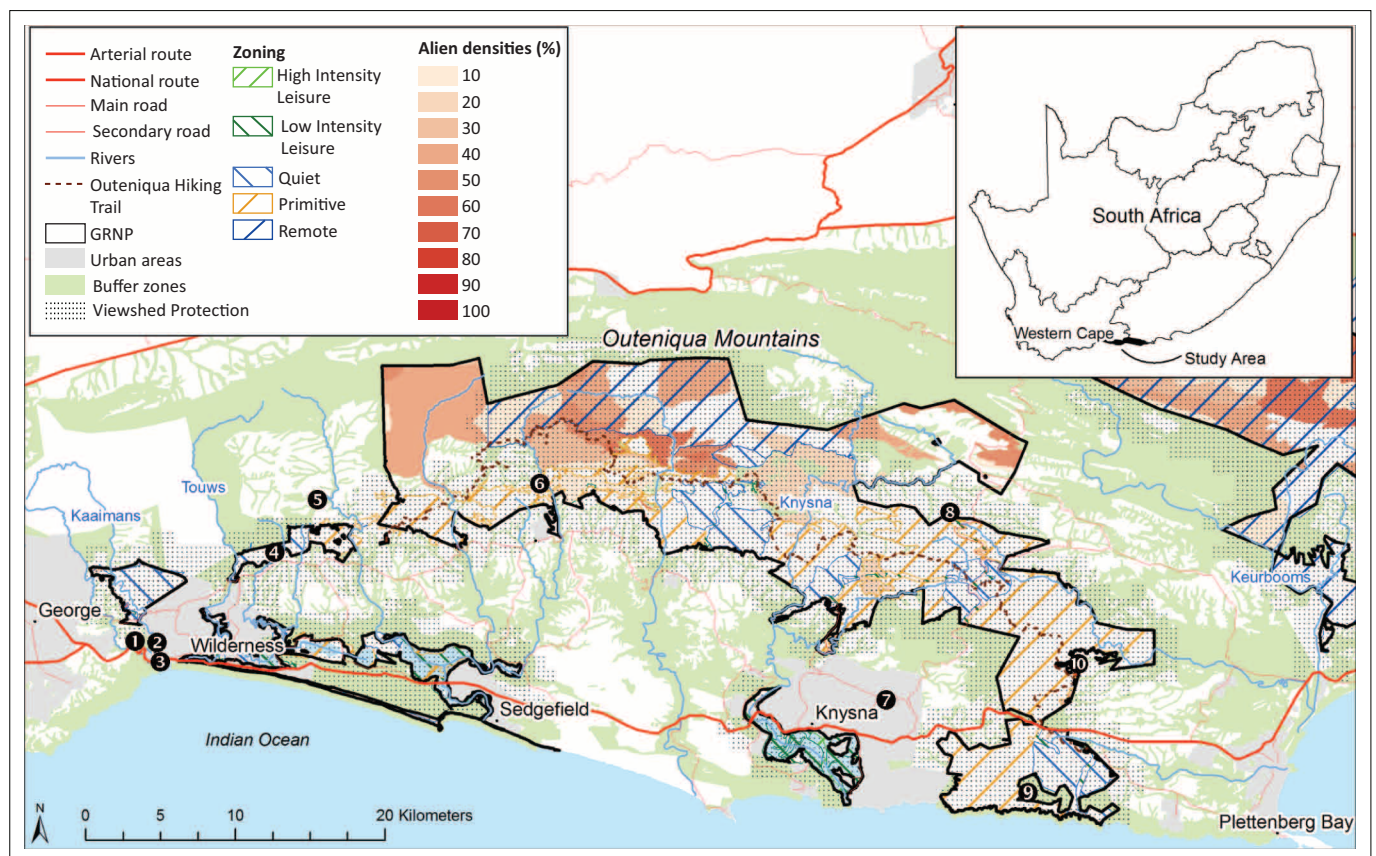 Arterial route
National route
Main road
Secondary road
Rivers
Outeniqua Hiking
Trail
GRNP
Urban areas
Buffer zones
Viewshed Protection
Zoning
High Intensity
Leisure
Low Intensity
Leisure
Quiet
Primitive
Remote
Alien densities (%)
10
20
30
40
50
60
70
80
90
100
South Africa
Western Cape
Study Area
Outeniqua Mountains
Touws
Kaaimans
5
6
Knysna
8
4
Keurbooms
George
1
2
3
Wilderness
10
7
Knysna
Sedgefield
Indian Ocean
9
Plettenberg Bay
N
0 5 10 20 Kilometers